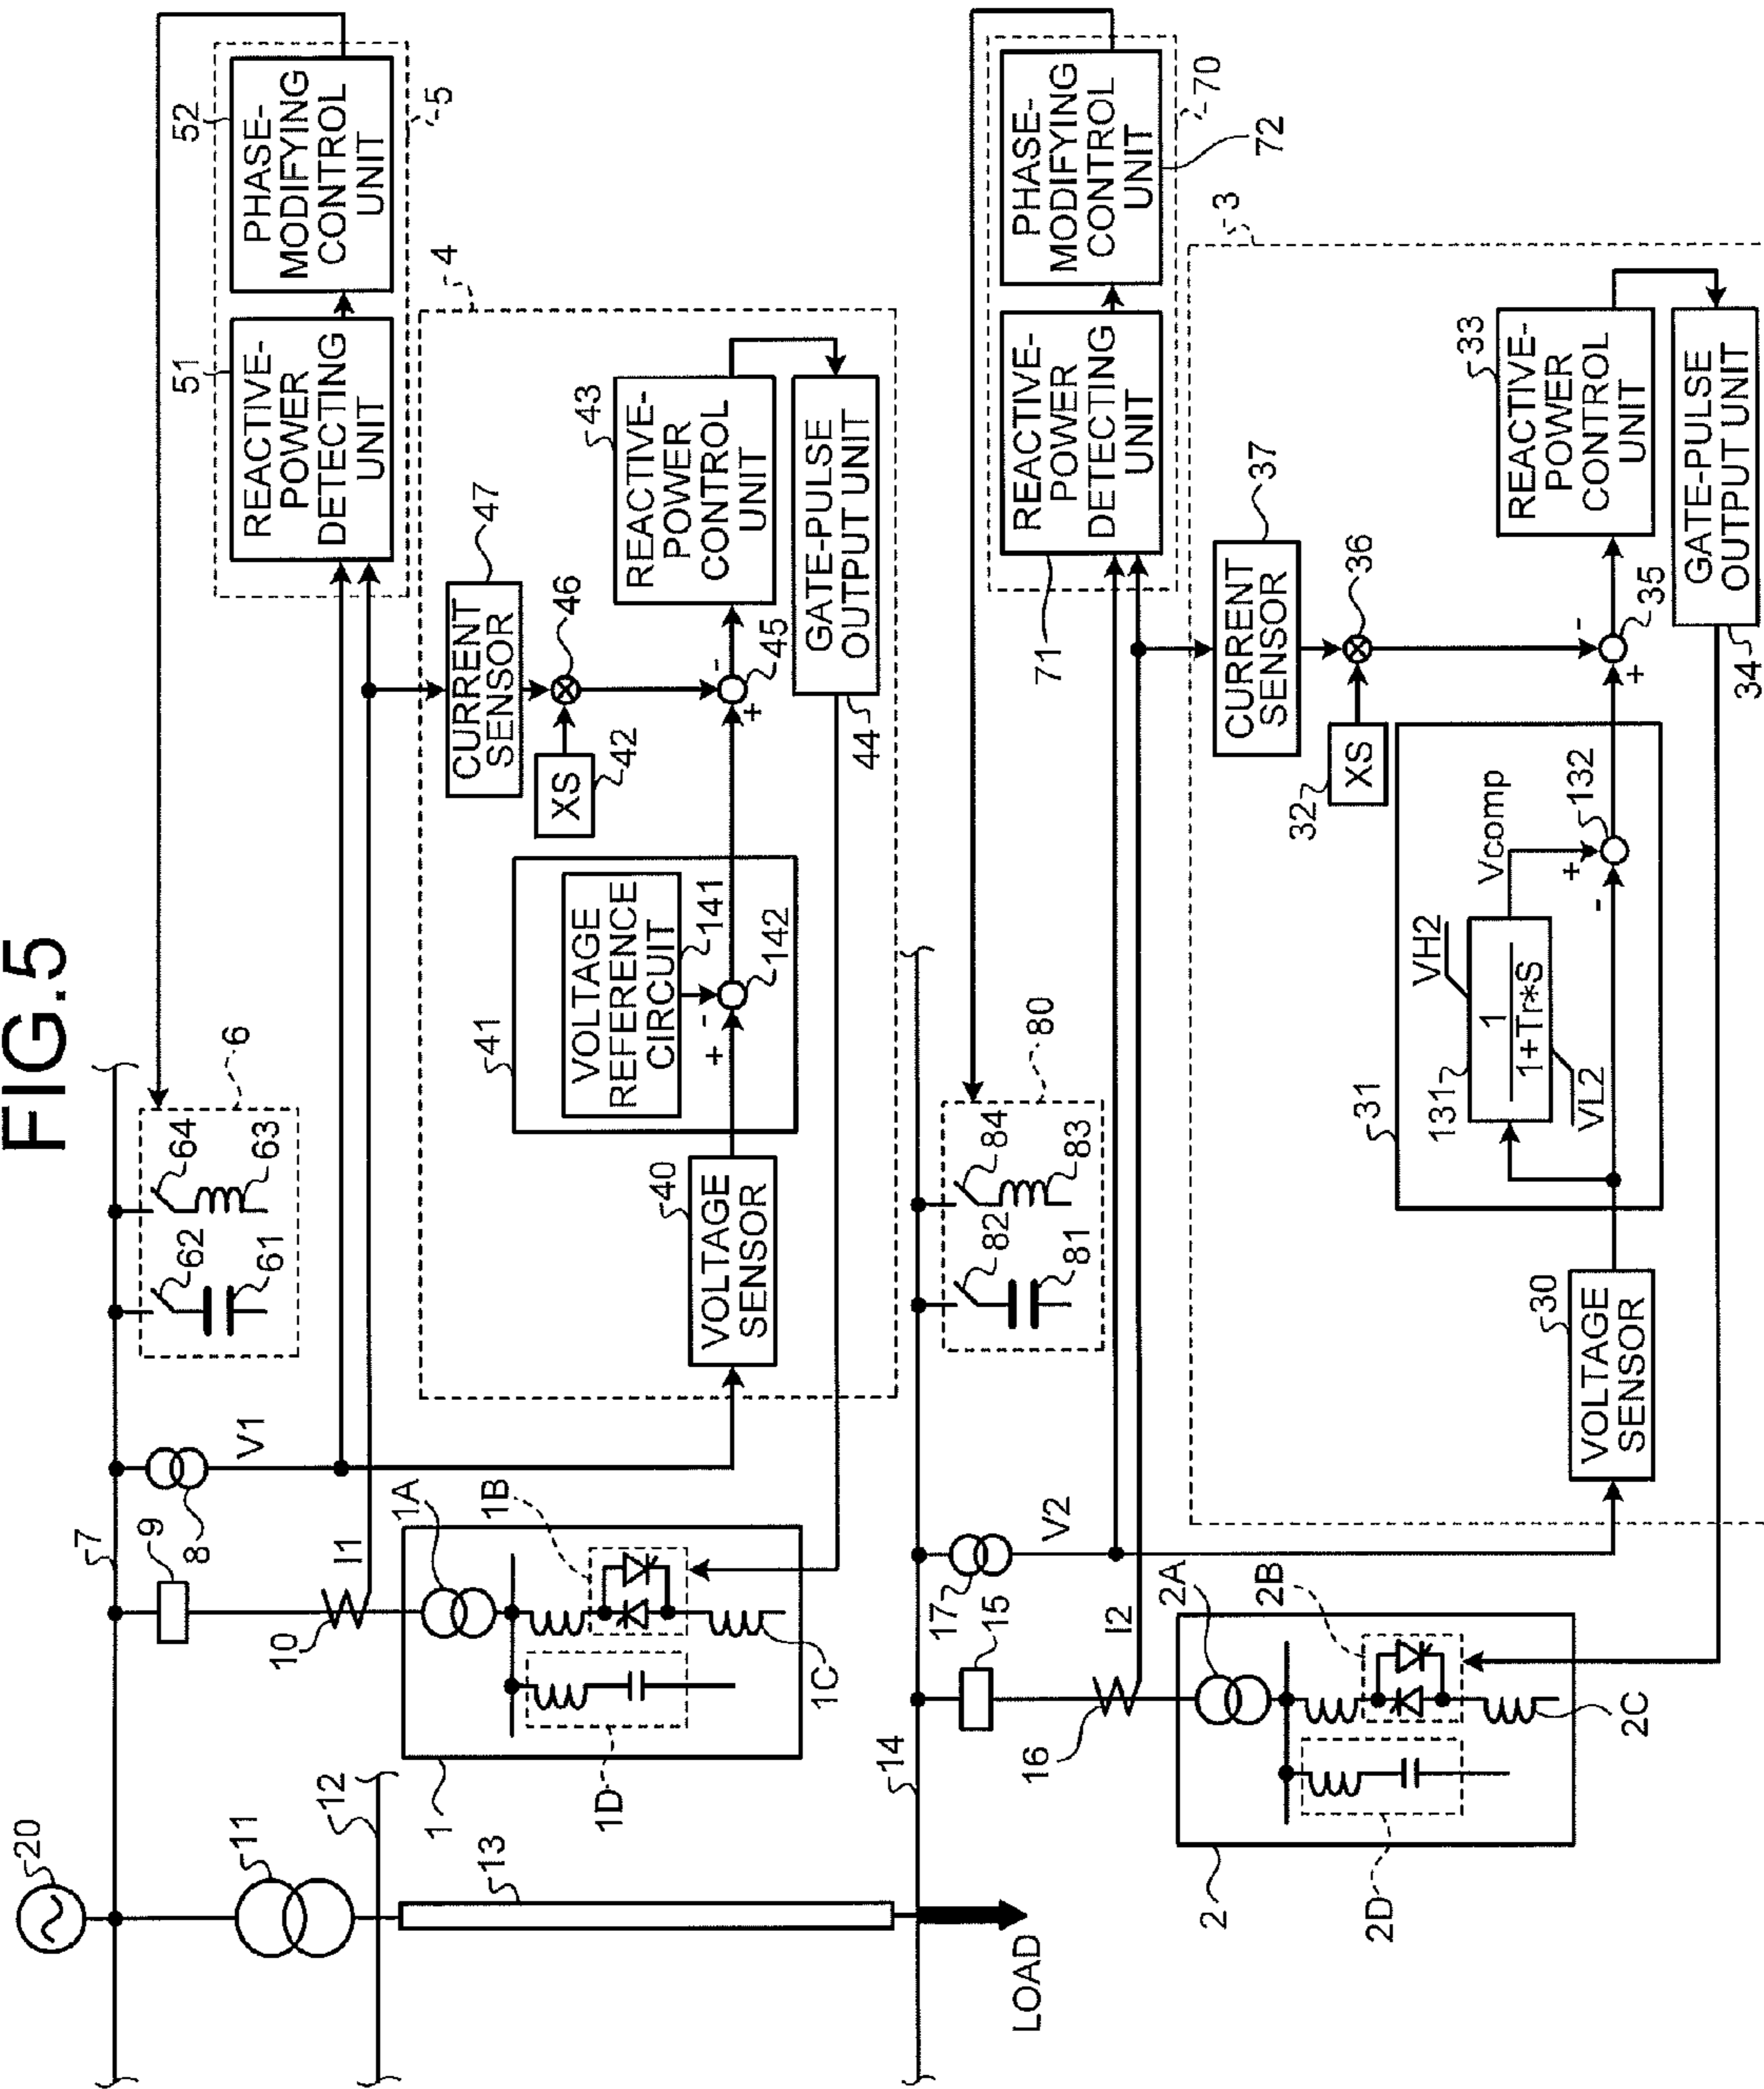 FIG.5
20
11
12
7
9
10
I1
8
V1
6
62
64
61
63
51
52
REACTIVE-
POWER
DETECTING
UNIT
PHASE-
MODIFYING
CONTROL
UNIT
5
13
1
1A
1B
1C
1D
4
40
VOLTAGE
SENSOR
41
VOLTAGE
REFERENCE
CIRCUIT
141
+
-
142
XS
42
CURRENT
SENSOR
47
46
-
+
45
43
REACTIVE-
POWER
CONTROL
UNIT
GATE-PULSE
OUTPUT UNIT
44
LOAD
14
15
16
I2
17
V2
80
82
84
81
83
71
REACTIVE-
POWER
DETECTING
UNIT
PHASE-
MODIFYING
CONTROL
UNIT
70
72
2
2A
2B
2C
2D
3
30
VOLTAGE
SENSOR
31
131
1
1+Tr*S
VH2
VL2
Vcomp
+
-
132
32
XS
CURRENT
SENSOR
37
36
-
+
35
33
REACTIVE-
POWER
CONTROL
UNIT
GATE-PULSE
OUTPUT UNIT
34